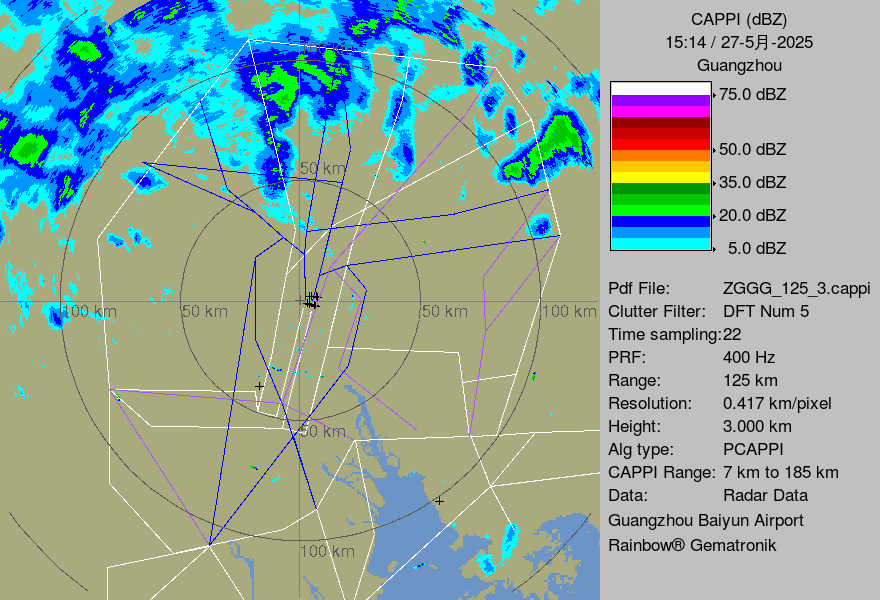 CAPPI (dBZ)
15:14 / 27-5月-2025
Guangzhou
75.0 dBZ
50.0 dBZ
35.0 dBZ
20.0 dBZ
5.0 dBZ
Pdf File: ZGGG_125_3.cappi
Clutter Filter: DFT Num 5
Time sampling:22
PRF: 400 Hz
Range: 125 km
Resolution: 0.417 km/pixel
Height: 3.000 km
Alg type: PCAPPI
CAPPI Range: 7 km to 185 km
Data: Radar Data
Guangzhou Baiyun Airport
Rainbow® Gematronik
100 km
50 km
100 km 50 km 50 km 100 km
50 km
100 km